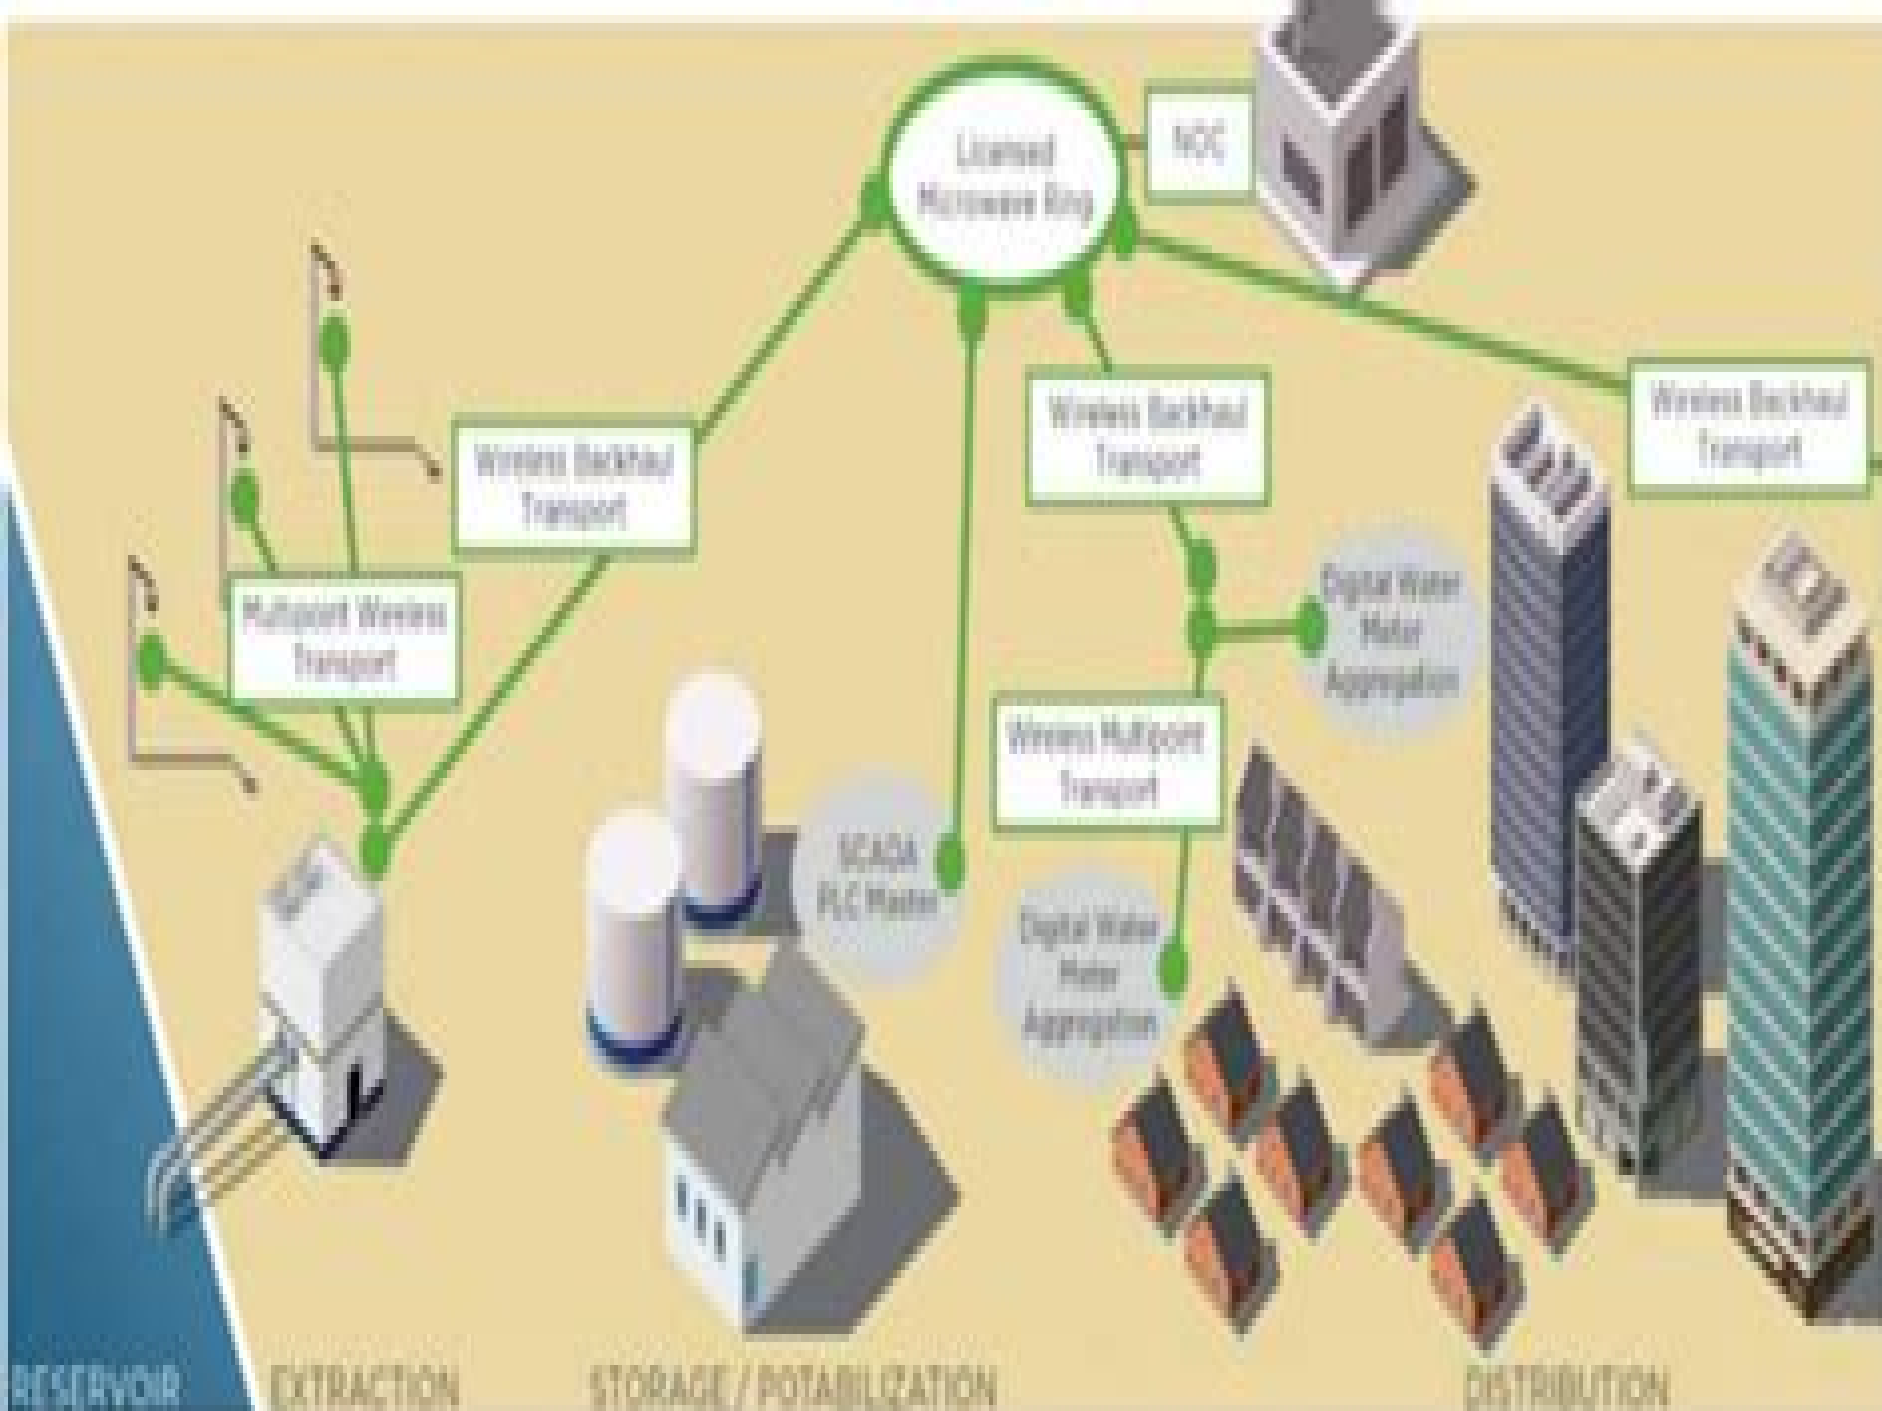 Licensed
Microwave Ring
NOC
Wireless Backhaul
Transport
Wireless Backhaul
Transport
Wireless Backhaul
Transport
Multipoint Wireless
Transport
Digital Water
Meter
Aggregation
Wireless Multipoint
Transport
SCADA
PLC Master
Digital Water
Meter
Aggregation
RESERVOIR
EXTRACTION
STORAGE / POTABILIZATION
DISTRIBUTION